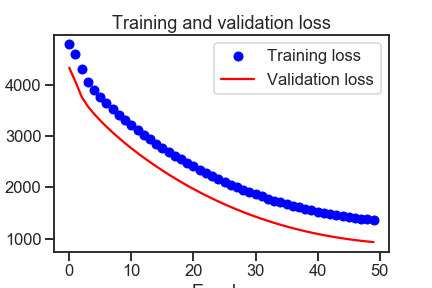 Training and validation loss
Training loss
Validation loss
4000
3000
2000
1000
0 10 20 30 40 50